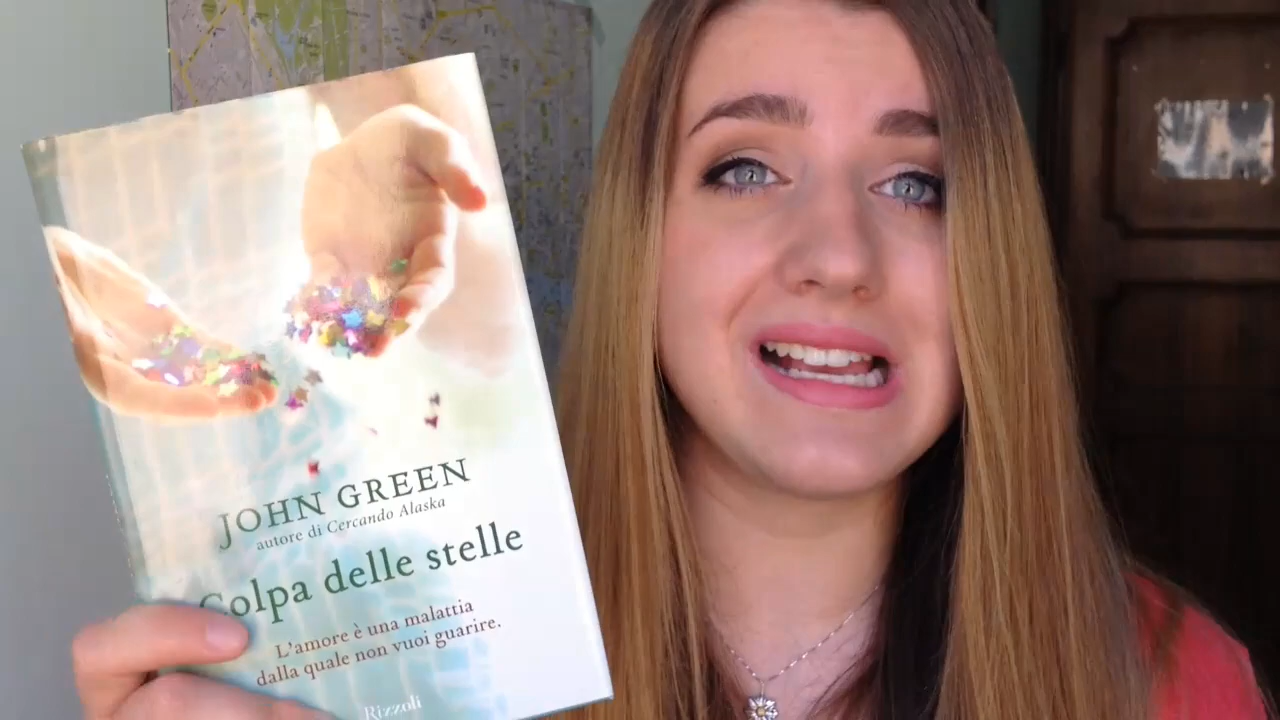 JOHN GREEN
autore di Cercando Alaska
Colpa delle stelle
L'amore è una malattia
dalla quale non vuoi guarire.
Rizzoli